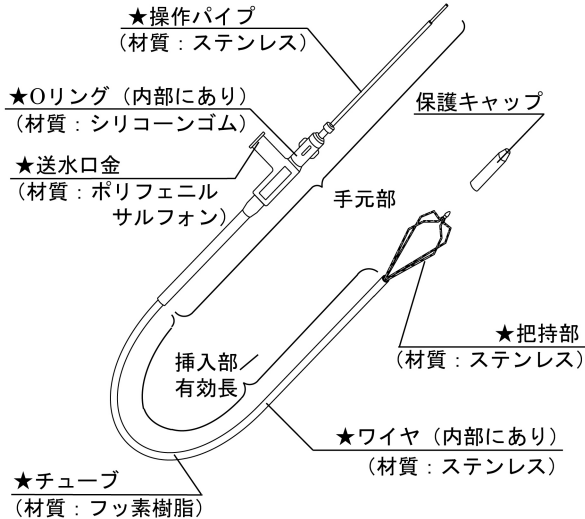 ★操作パイプ
(材質：ステンレス)
★Oリング（内部にあり）
(材質：シリコーンゴム)
保護キャップ
★送水口金
(材質：ポリフェニル
サルフォン)
手元部
★把持部
(材質：ステンレス)
挿入部／
有効長
★ワイヤ（内部にあり）
(材質：ステンレス)
★チューブ
(材質：フッ素樹脂)